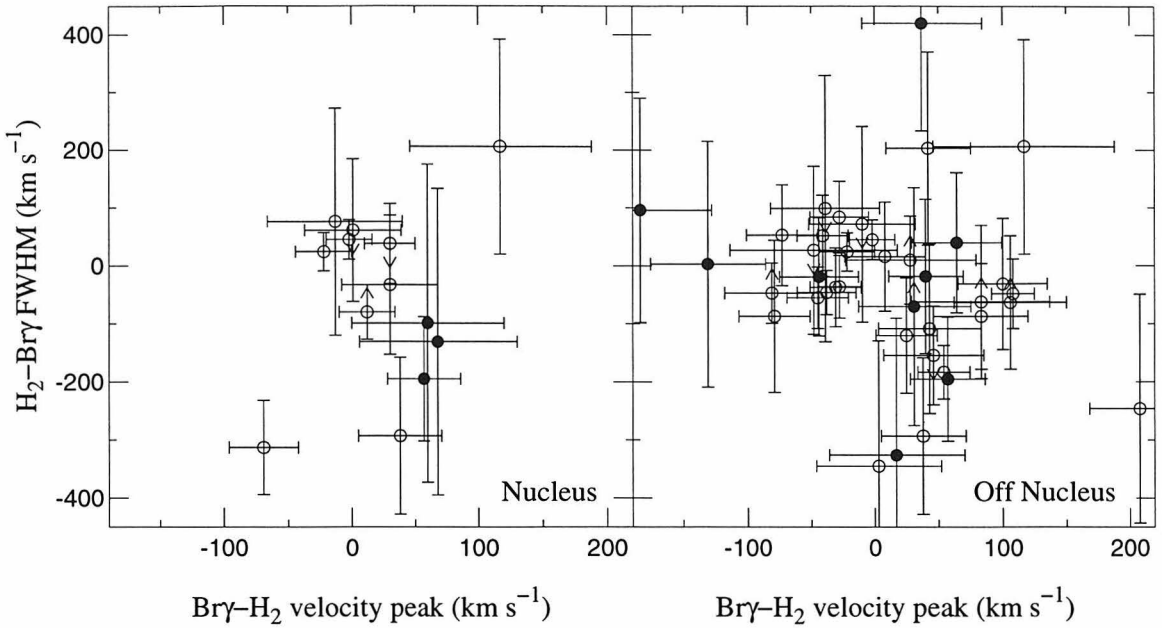 400
200
0
-200
-400
H₂–Brγ FWHM (km s⁻¹)
Nucleus
Off Nucleus
-100 0 100 200 -100 0 100 200
Brγ–H₂ velocity peak (km s⁻¹) Brγ–H₂ velocity peak (km s⁻¹)